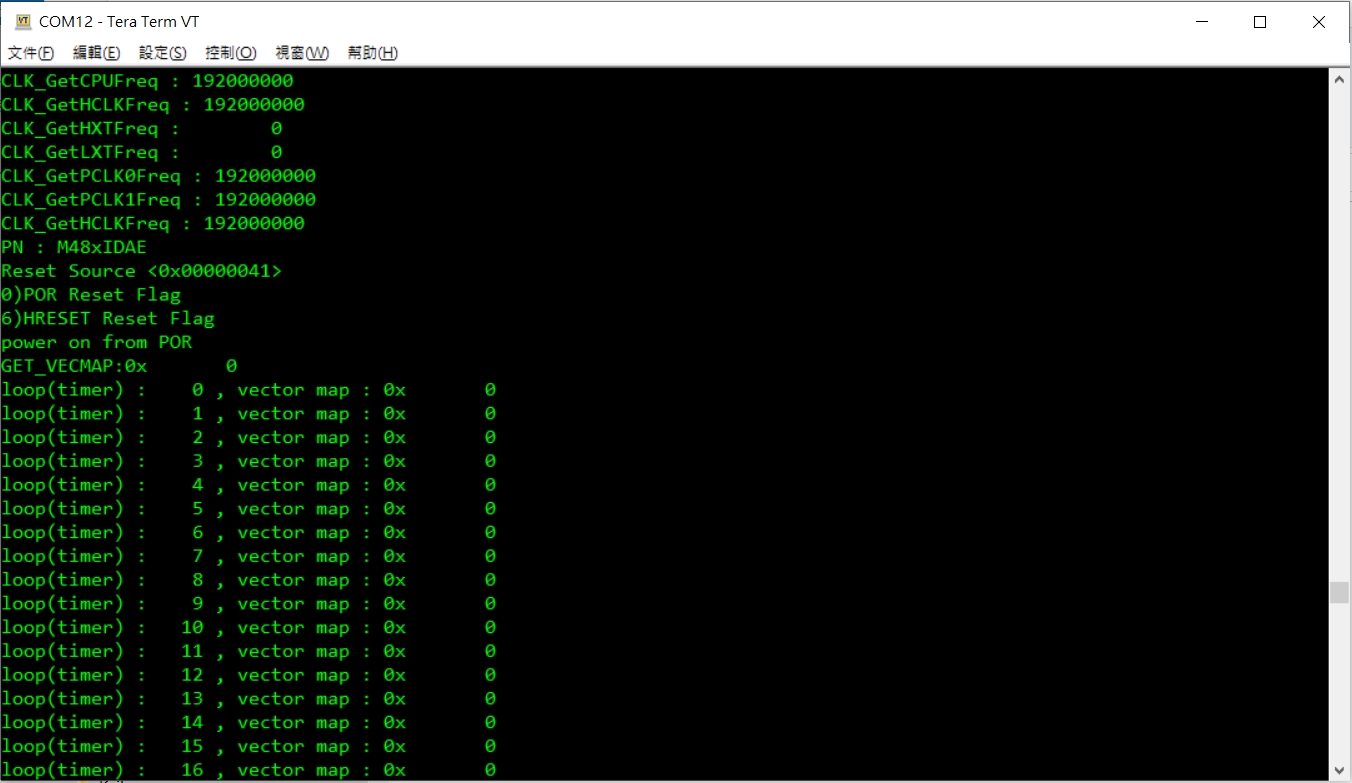 COM12 - Tera Term VT
文件(F) 編輯(E) 設定(S) 控制(O) 視窗(W) 幫助(H)
CLK_GetCPUFreq : 192000000
CLK_GetHCLKFreq : 192000000
CLK_GetHXTFreq :         0
CLK_GetLXTFreq :         0
CLK_GetPCLK0Freq : 192000000
CLK_GetPCLK1Freq : 192000000
CLK_GetHCLKFreq : 192000000
PN : M48xIDAE
Reset Source <0x00000041>
0)POR Reset Flag
6)HRESET Reset Flag
power on from POR
GET_VECMAP:0x       0
loop(timer) :    0 , vector map : 0x       0
loop(timer) :    1 , vector map : 0x       0
loop(timer) :    2 , vector map : 0x       0
loop(timer) :    3 , vector map : 0x       0
loop(timer) :    4 , vector map : 0x       0
loop(timer) :    5 , vector map : 0x       0
loop(timer) :    6 , vector map : 0x       0
loop(timer) :    7 , vector map : 0x       0
loop(timer) :    8 , vector map : 0x       0
loop(timer) :    9 , vector map : 0x       0
loop(timer) :   10 , vector map : 0x       0
loop(timer) :   11 , vector map : 0x       0
loop(timer) :   12 , vector map : 0x       0
loop(timer) :   13 , vector map : 0x       0
loop(timer) :   14 , vector map : 0x       0
loop(timer) :   15 , vector map : 0x       0
loop(timer) :   16 , vector map : 0x       0